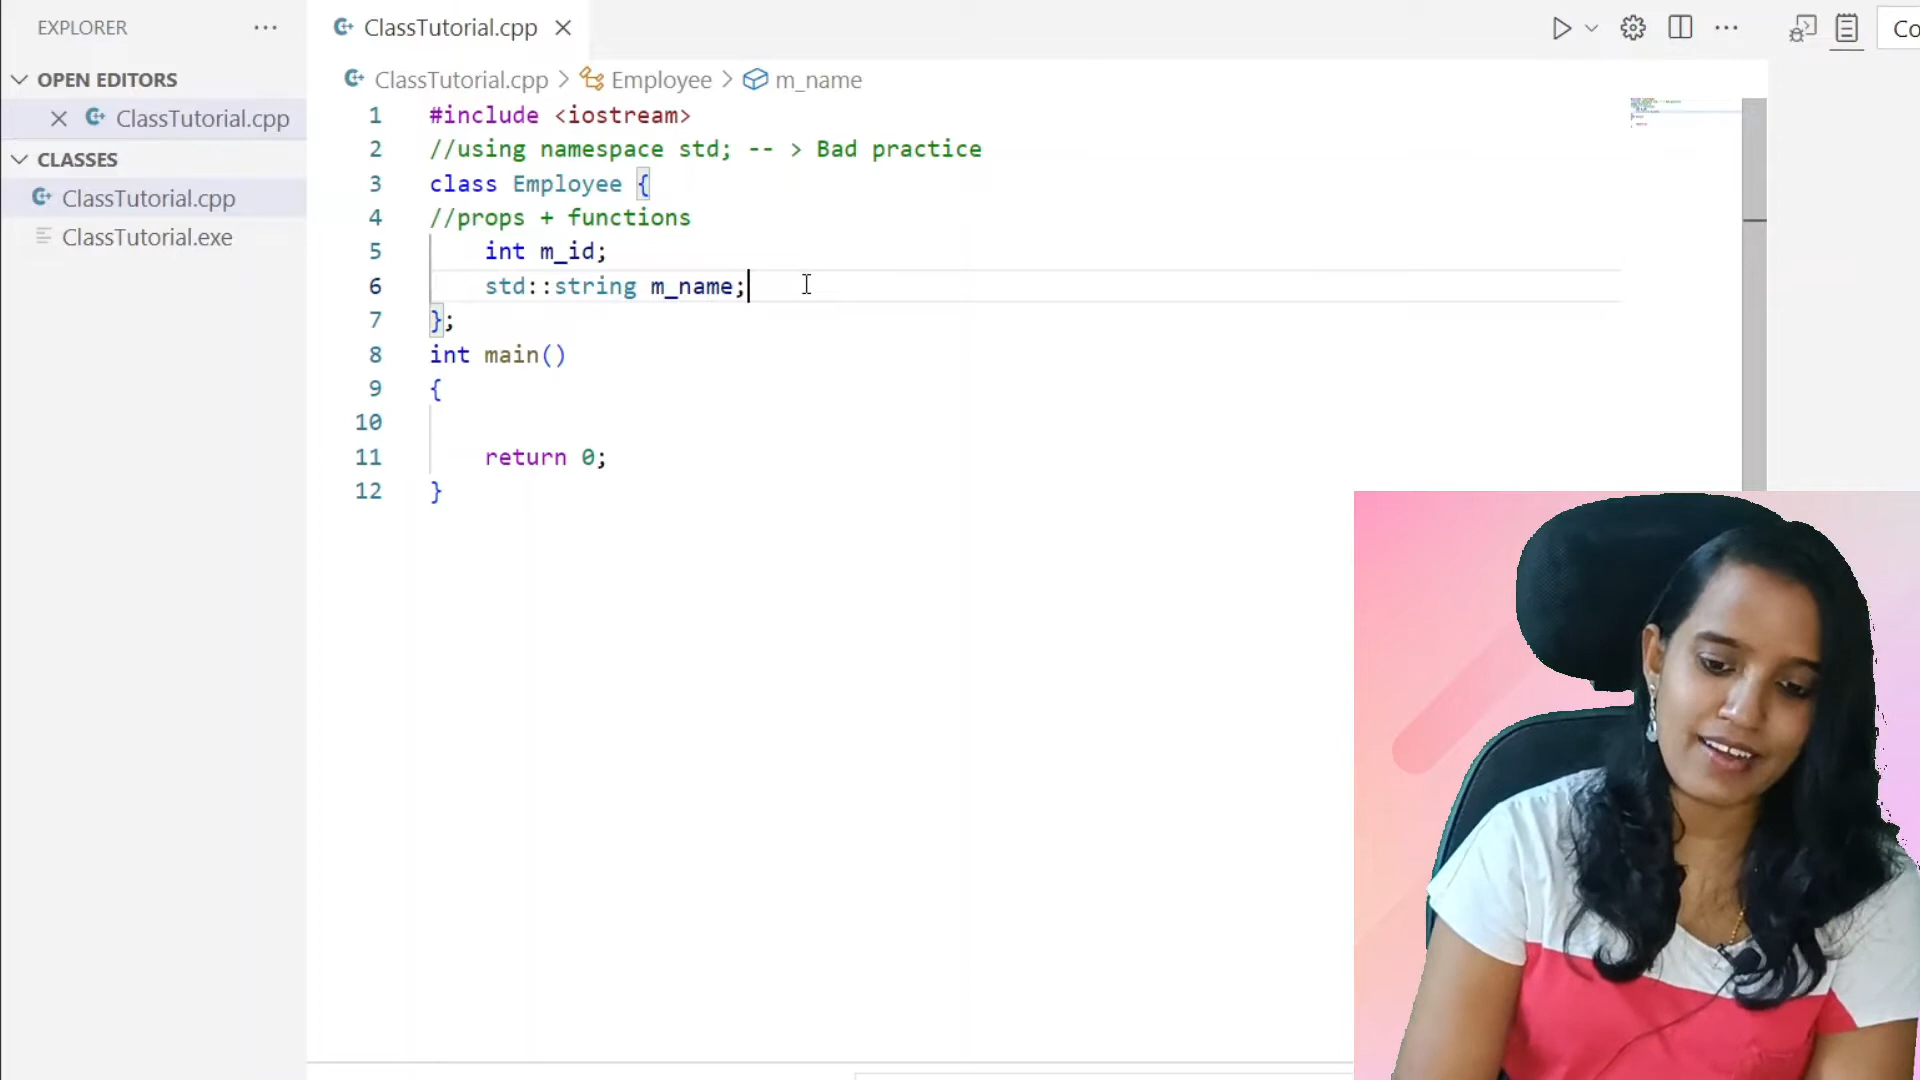 EXPLORER
ClassTutorial.cpp
Co
OPEN EDITORS
ClassTutorial.cpp
CLASSES
ClassTutorial.cpp
ClassTutorial.exe
ClassTutorial.cpp > Employee > m_name
1 #include <iostream>
2 //using namespace std; -- > Bad practice
3 class Employee {
4 //props + functions
5 int m_id;
6 std::string m_name;
7 };
8 int main()
9 {
10
11 return 0;
12 }